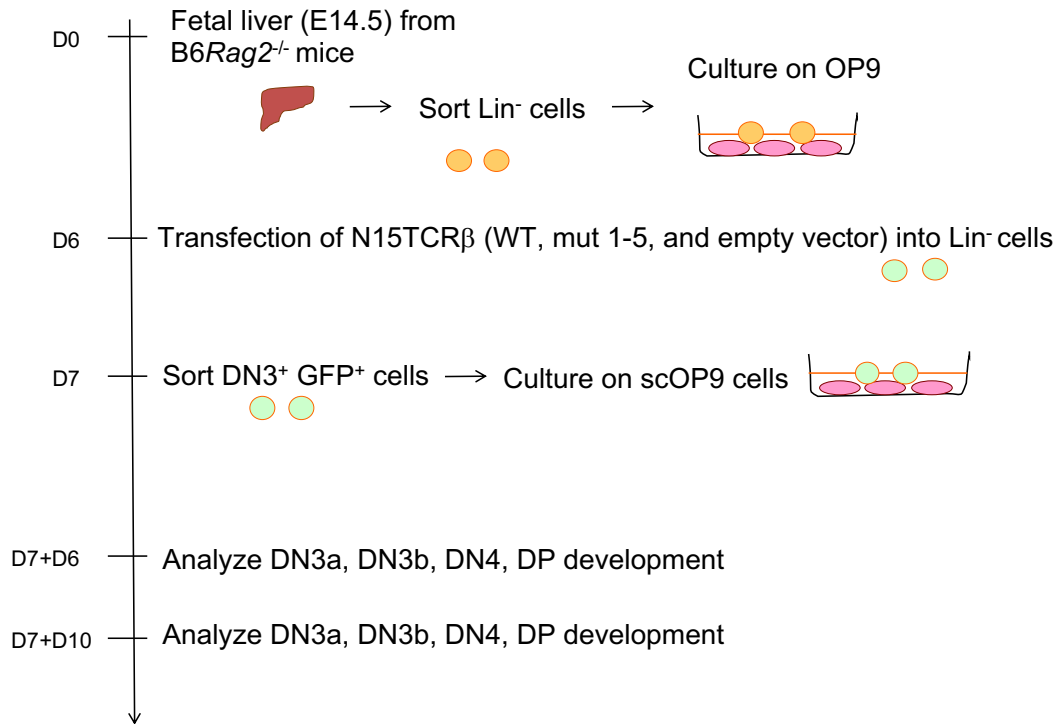 D0
Fetal liver (E14.5) from
B6Rag2-/- mice
Sort Lin- cells
Culture on OP9
D6
Transfection of N15TCRβ (WT, mut 1-5, and empty vector) into Lin- cells
D7
Sort DN3+ GFP+ cells
Culture on scOP9 cells
D7+D6
Analyze DN3a, DN3b, DN4, DP development
D7+D10
Analyze DN3a, DN3b, DN4, DP development